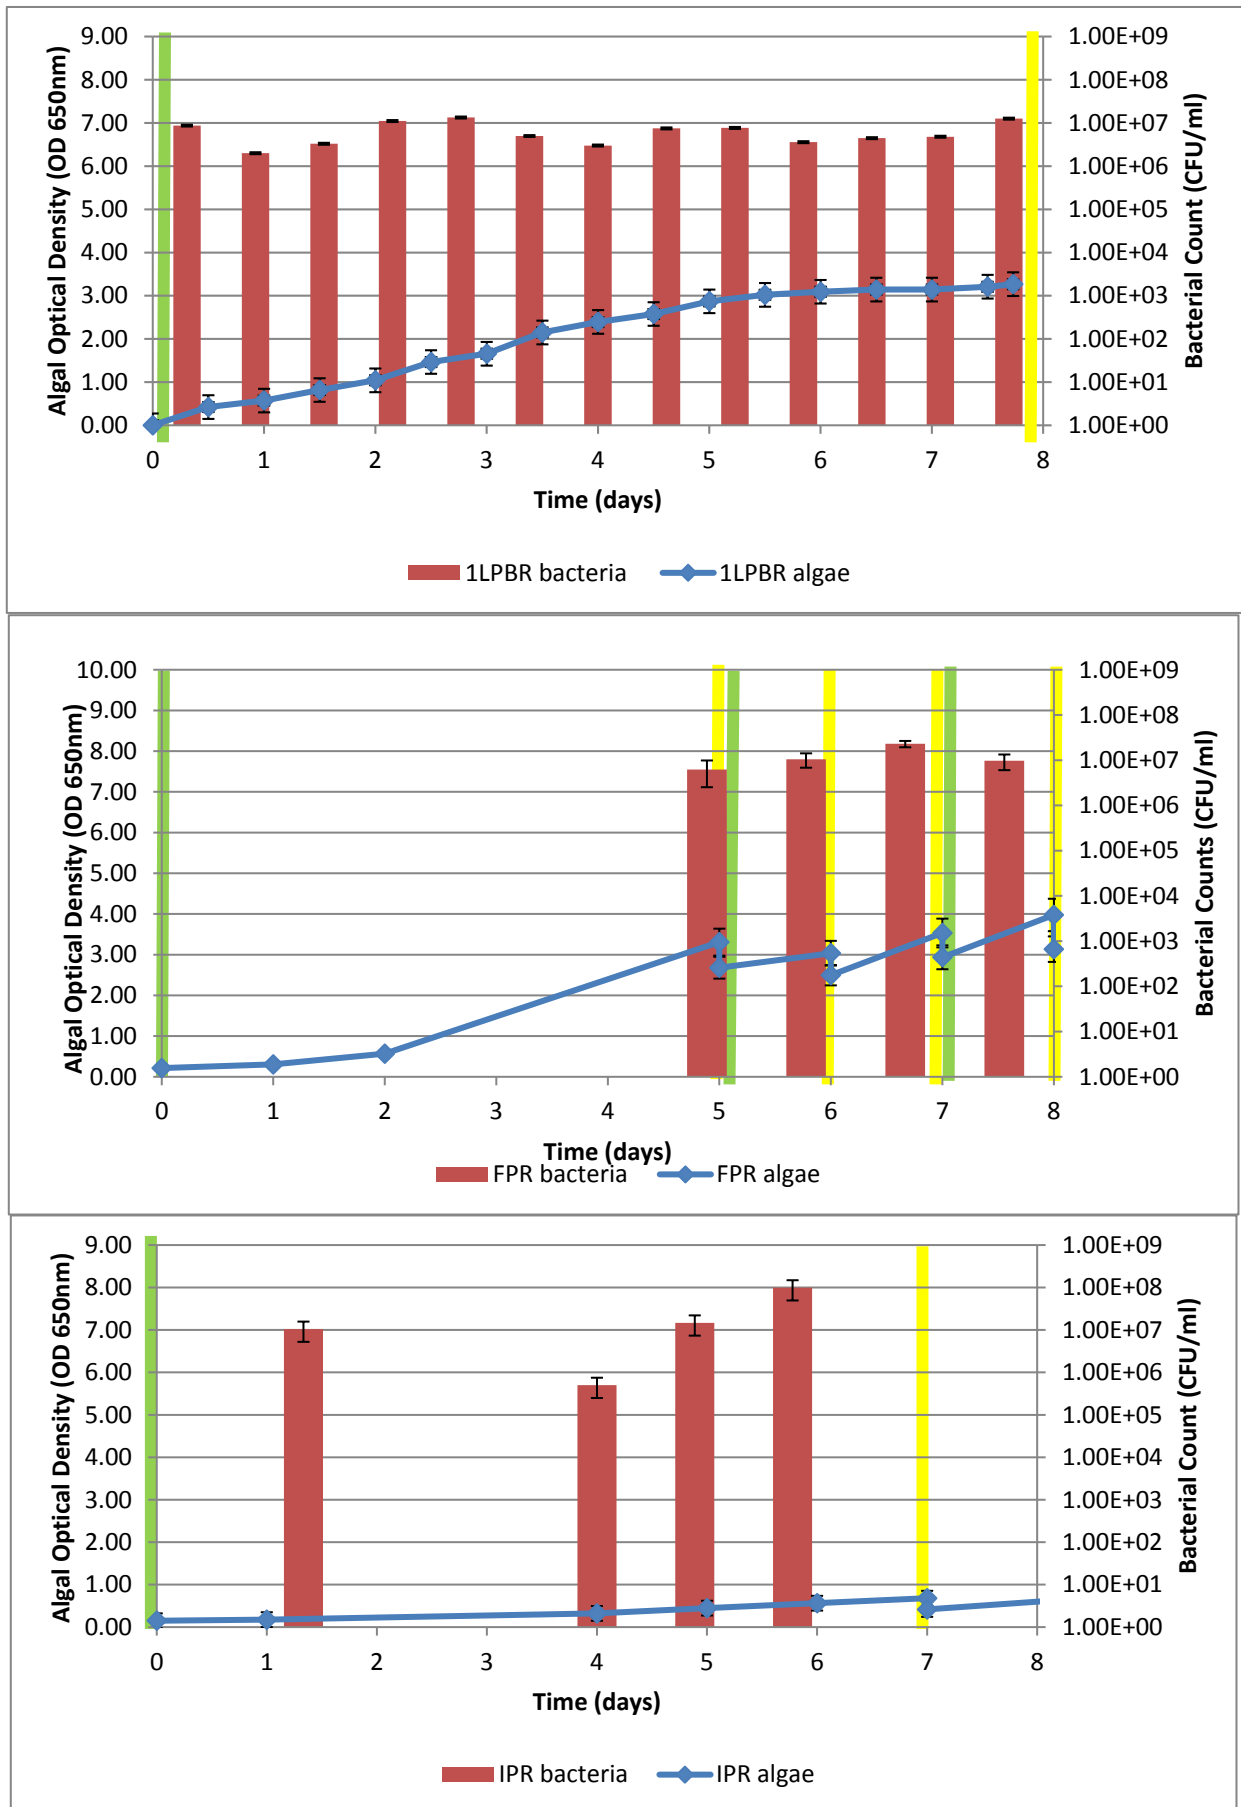 Algal Optical Density (OD 650nm)
9.00
8.00
7.00
6.00
5.00
4.00
3.00
2.00
1.00
0.00
1.00E+09
1.00E+08
1.00E+07
1.00E+06
1.00E+05
1.00E+04
1.00E+03
1.00E+02
1.00E+01
1.00E+00
Bacterial Count (CFU/ml)
0 1 2 3 4 5 6 7 8
Time (days)
1LPBR bacteria 1LPBR algae
Algal Optical Density (OD 650nm)
10.00
9.00
8.00
7.00
6.00
5.00
4.00
3.00
2.00
1.00
0.00
1.00E+09
1.00E+08
1.00E+07
1.00E+06
1.00E+05
1.00E+04
1.00E+03
1.00E+02
1.00E+01
1.00E+00
Bacterial Counts (CFU/ml)
0 1 2 3 4 5 6 7 8
Time (days)
FPR bacteria FPR algae
Algal Optical Density (OD 650nm)
9.00
8.00
7.00
6.00
5.00
4.00
3.00
2.00
1.00
0.00
1.00E+09
1.00E+08
1.00E+07
1.00E+06
1.00E+05
1.00E+04
1.00E+03
1.00E+02
1.00E+01
1.00E+00
Bacterial Count (CFU/ml)
0 1 2 3 4 5 6 7 8
Time (days)
IPR bacteria IPR algae